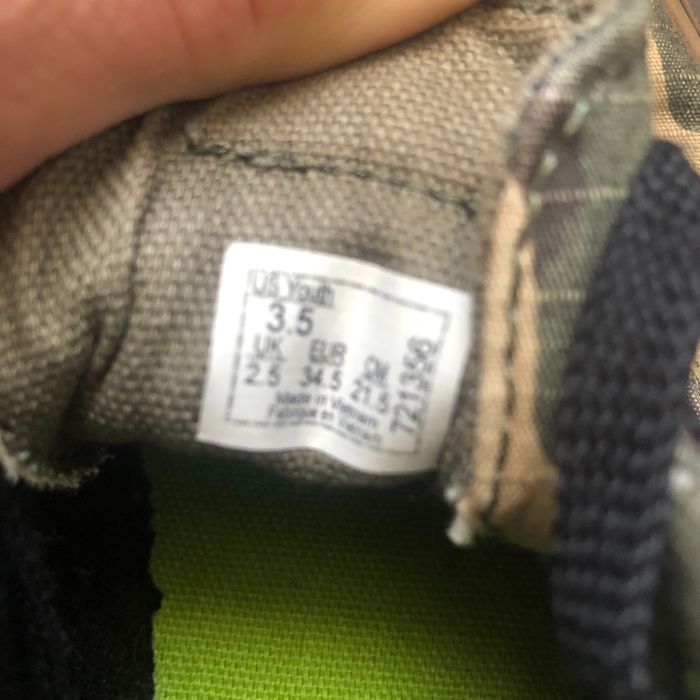 US Youth
3.5
UK EUR CM
2.5 34.5 21.5
Made in Vietnam
Fabriqué et Vietnam
721356